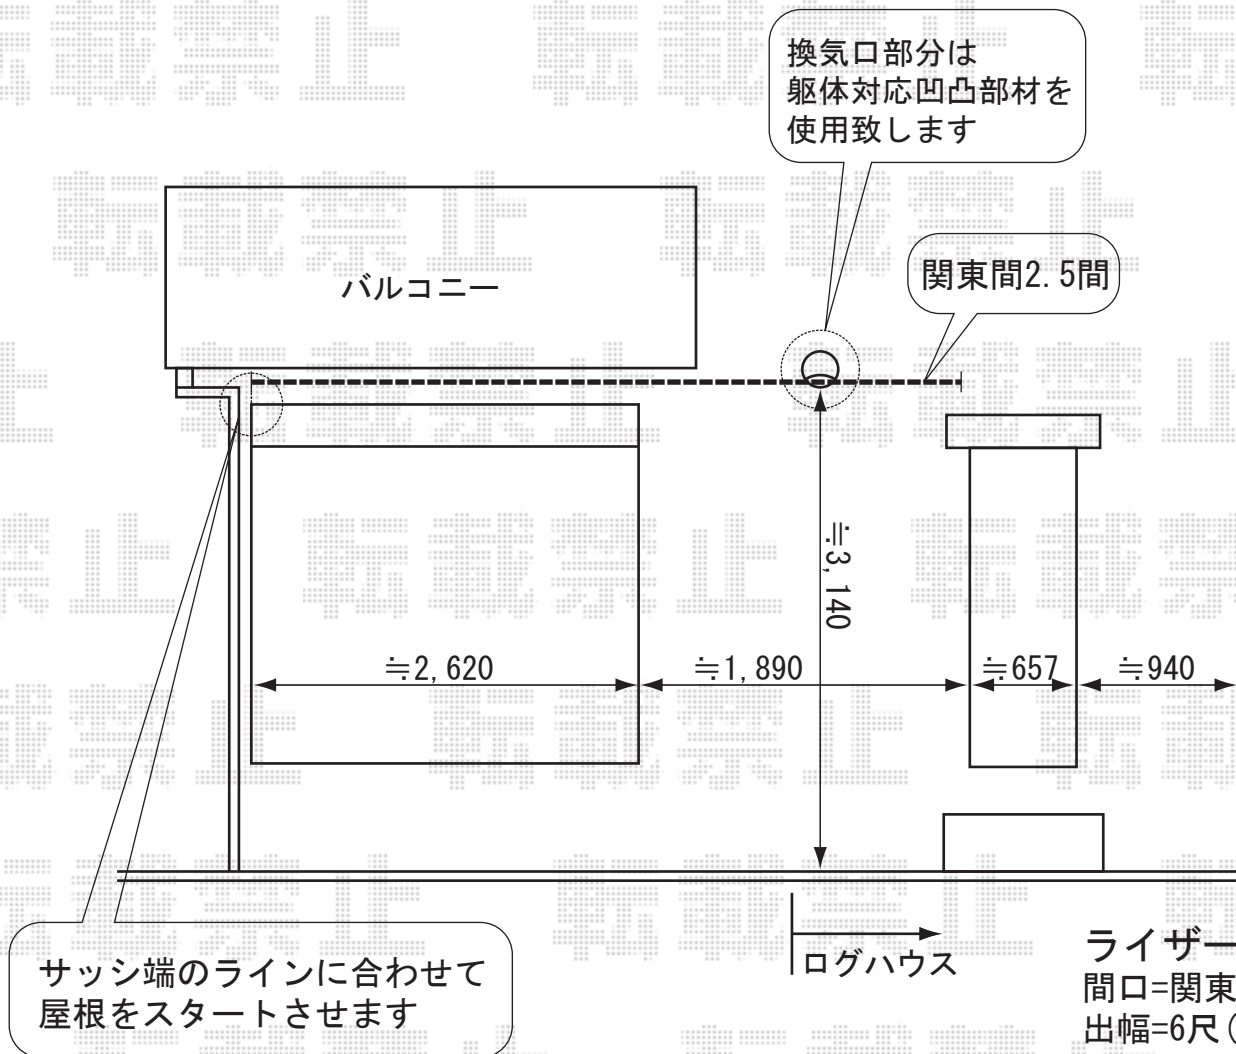 換気口部分は
躯体対応凹凸部材を
使用致します
バルコニー
関東間2.5間
≒3,140
≒2,620
≒1,890
≒657
≒940
サッシ端のラインに合わせて
屋根をスタートさせます
ログハウス
ライザー
間口=関東
出幅=6尺(
転載禁止